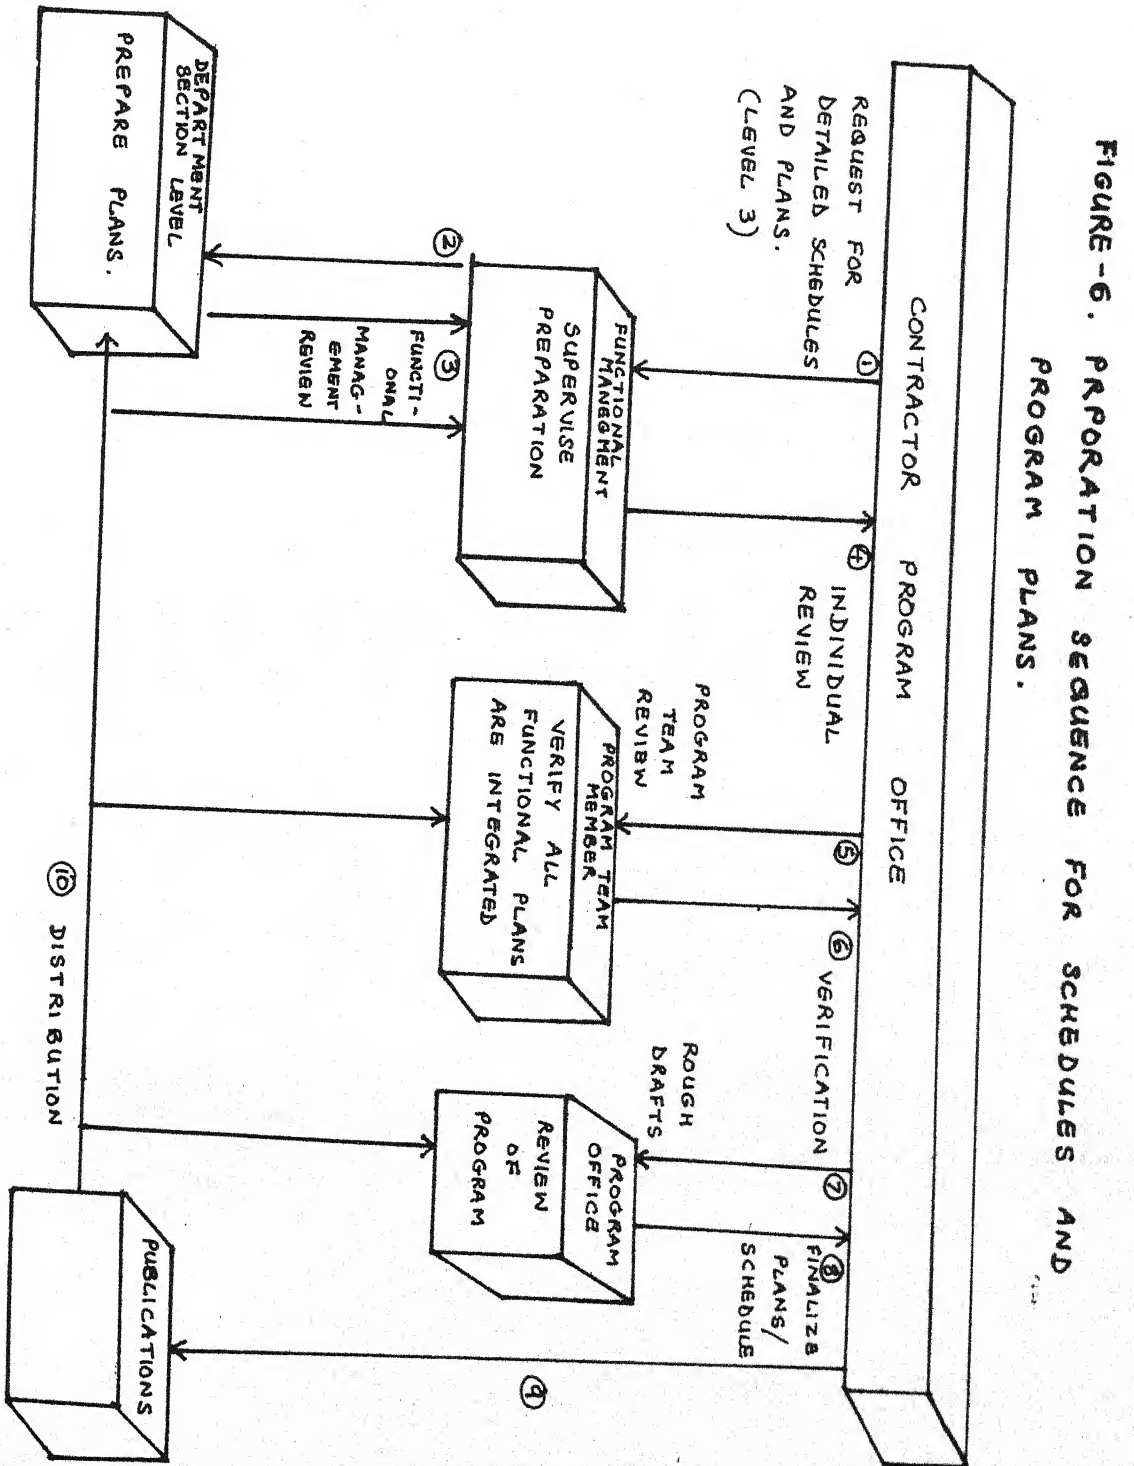 FIGURE-6. PRPORATION SEQUENCE FOR SCHEDULES AND
PROGRAM PLANS.
CONTRACTOR PROGRAM OFFICE
REQUEST FOR
DETAILED SCHEDULES
AND PLANS.
(LEVEL 3)
①
④
INDIVIDUAL
REVIEW
PROGRAM
TEAM
REVIEW
⑤
⑥ VERIFICATION
ROUGH
DRAFTS
⑦
⑧
FINALIZE
PLANS/
SCHEDULE
FUNCTIONAL
MANEGMENT
SUPERVISE
PREPARATION
PROGRAM TEAM
MEMBER
VERIFY ALL
FUNCTIONAL PLANS
ARE INTEGRATED
PROGRAM
OFFICE
REVIEW
OF
PROGRAM
⑨
②
③
FUNCTI-
ONAL
MANAG-
EMENT
REVIEN
DEPARTMENT
SECTION LEVEL
PREPARE PLANS.
⑩ DISTRIBUTION
PUBLICATIONS